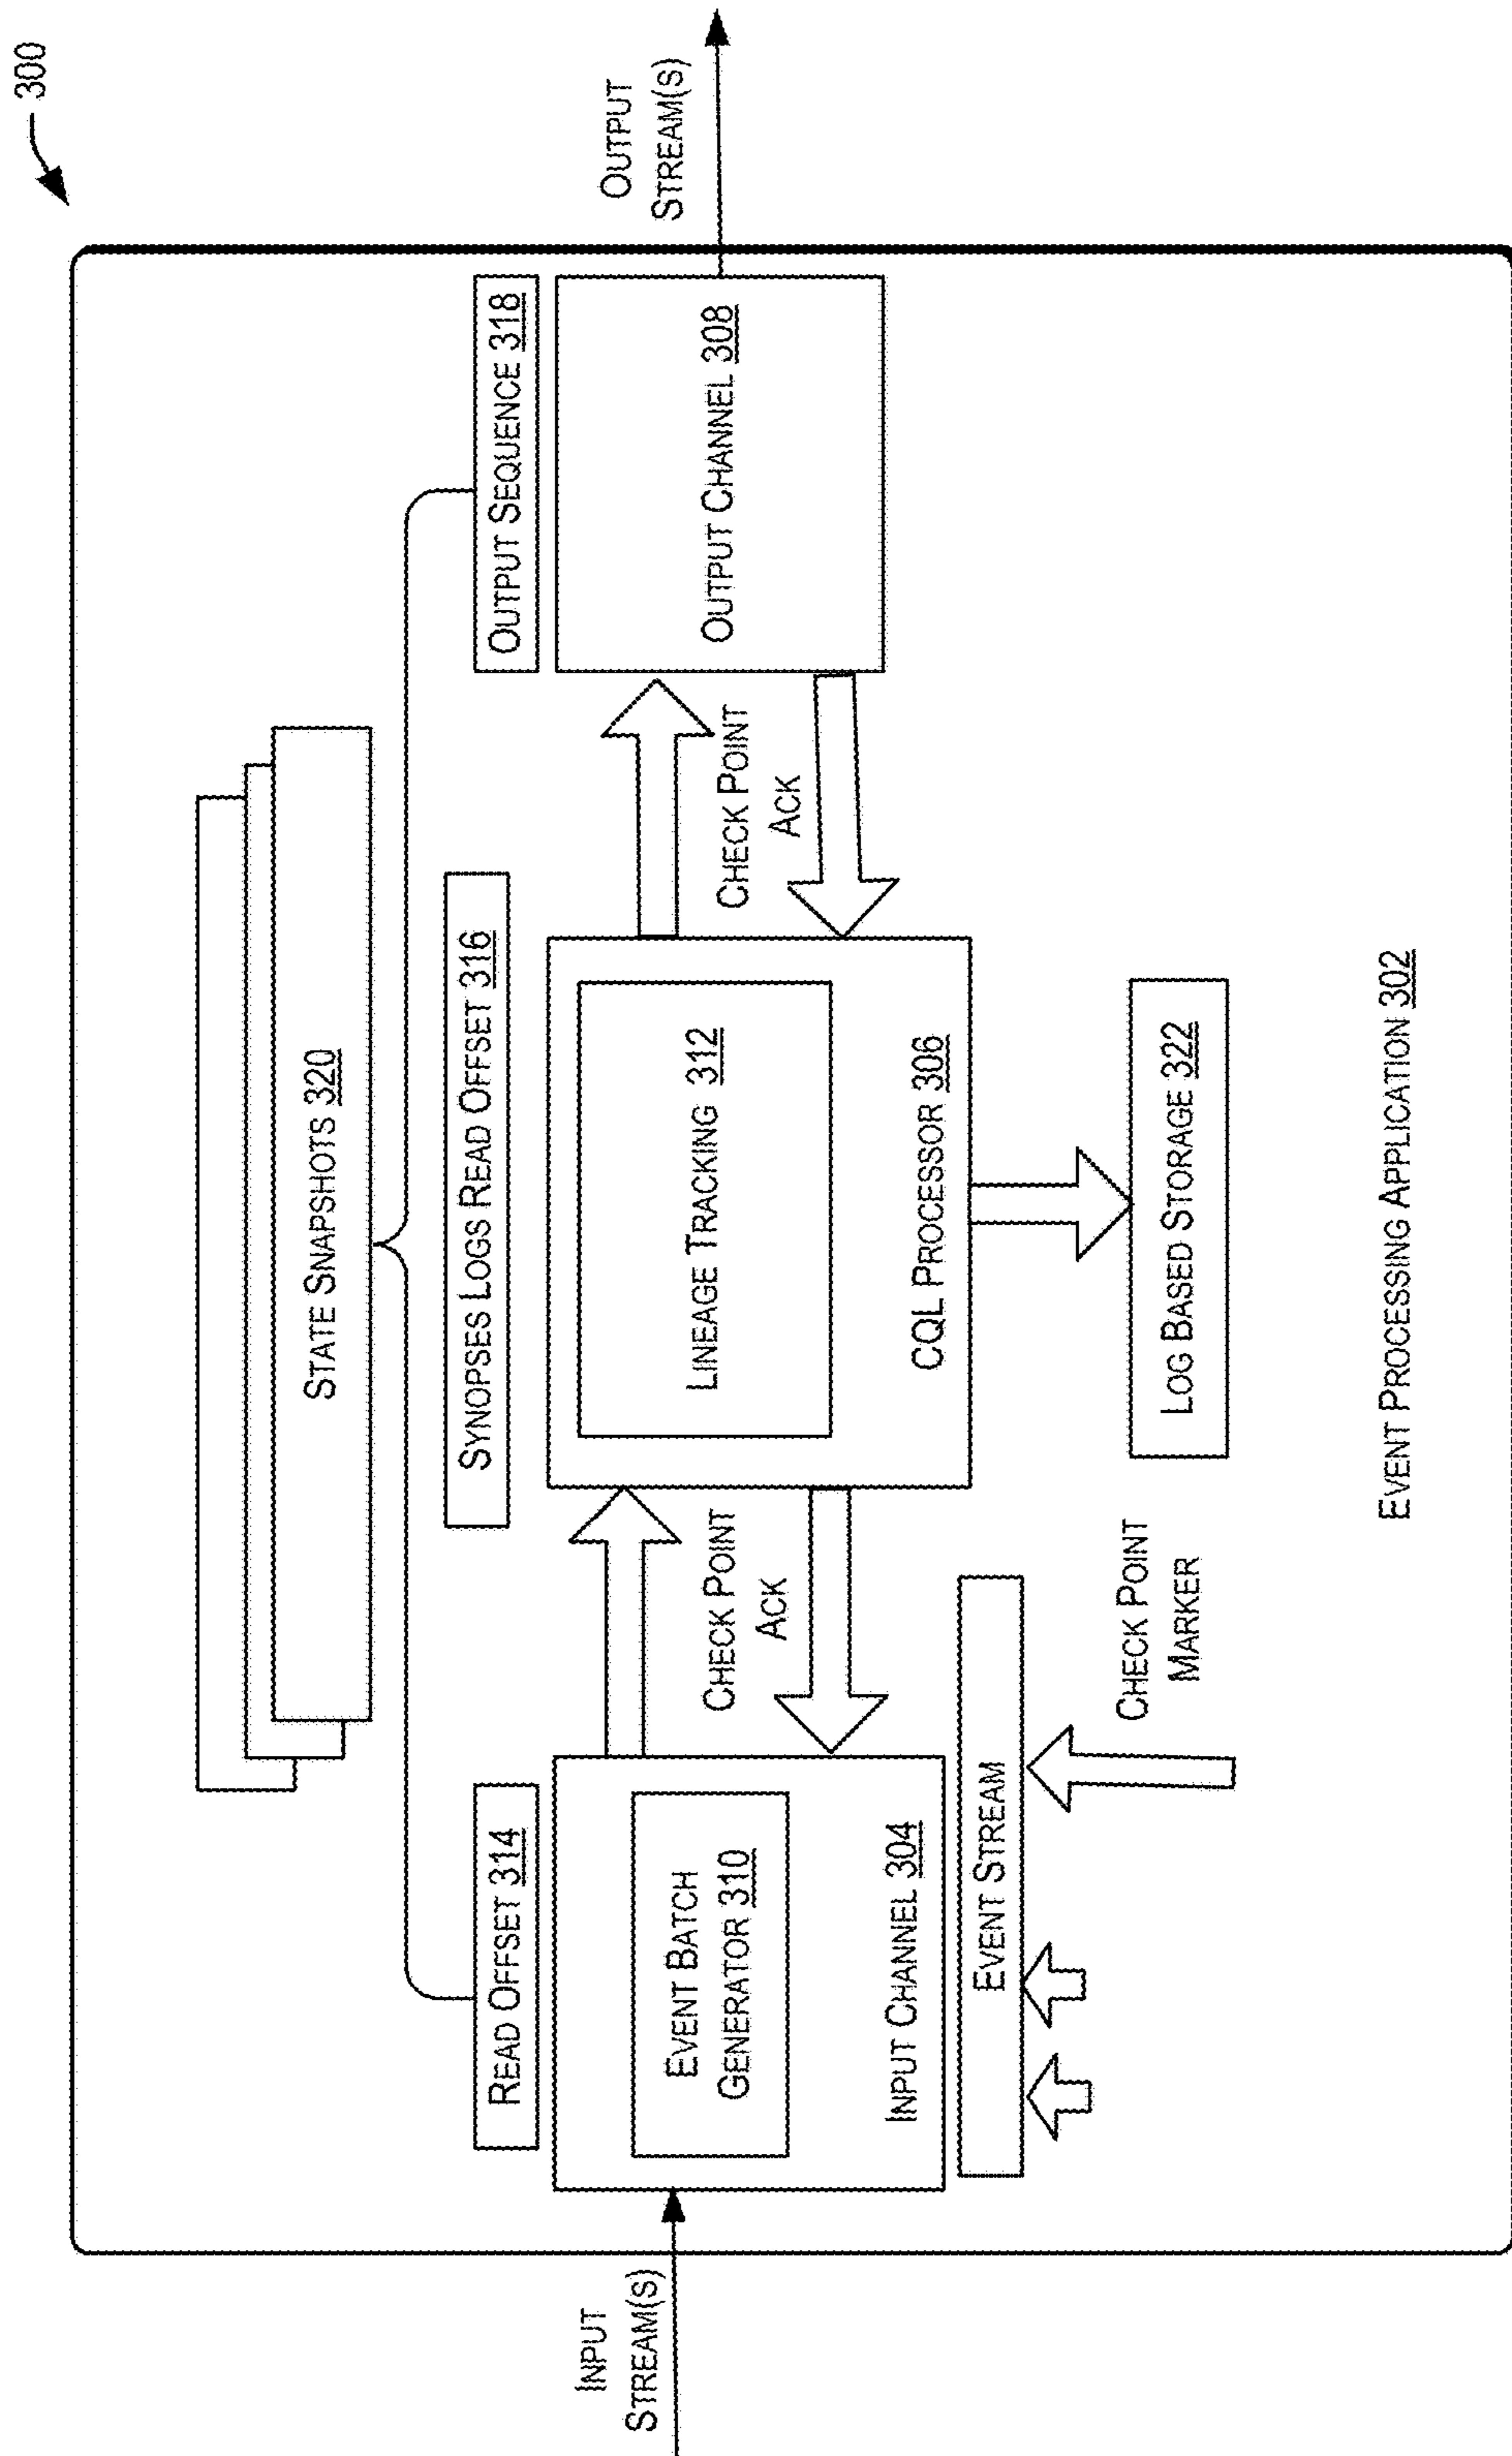 300
INPUT
STREAM(S)
OUTPUT
STREAM(S)
STATE SNAPSHOTS 320
READ OFFSET 314
SYNOPSES LOGS READ OFFSET 316
OUTPUT SEQUENCE 318
EVENT BATCH
GENERATOR 310
INPUT CHANNEL 304
CHECK POINT
ACK
LINEAGE TRACKING 312
CQL PROCESSOR 306
CHECK POINT
ACK
OUTPUT CHANNEL 308
EVENT STREAM
CHECK POINT
MARKER
LOG BASED STORAGE 322
EVENT PROCESSING APPLICATION 302